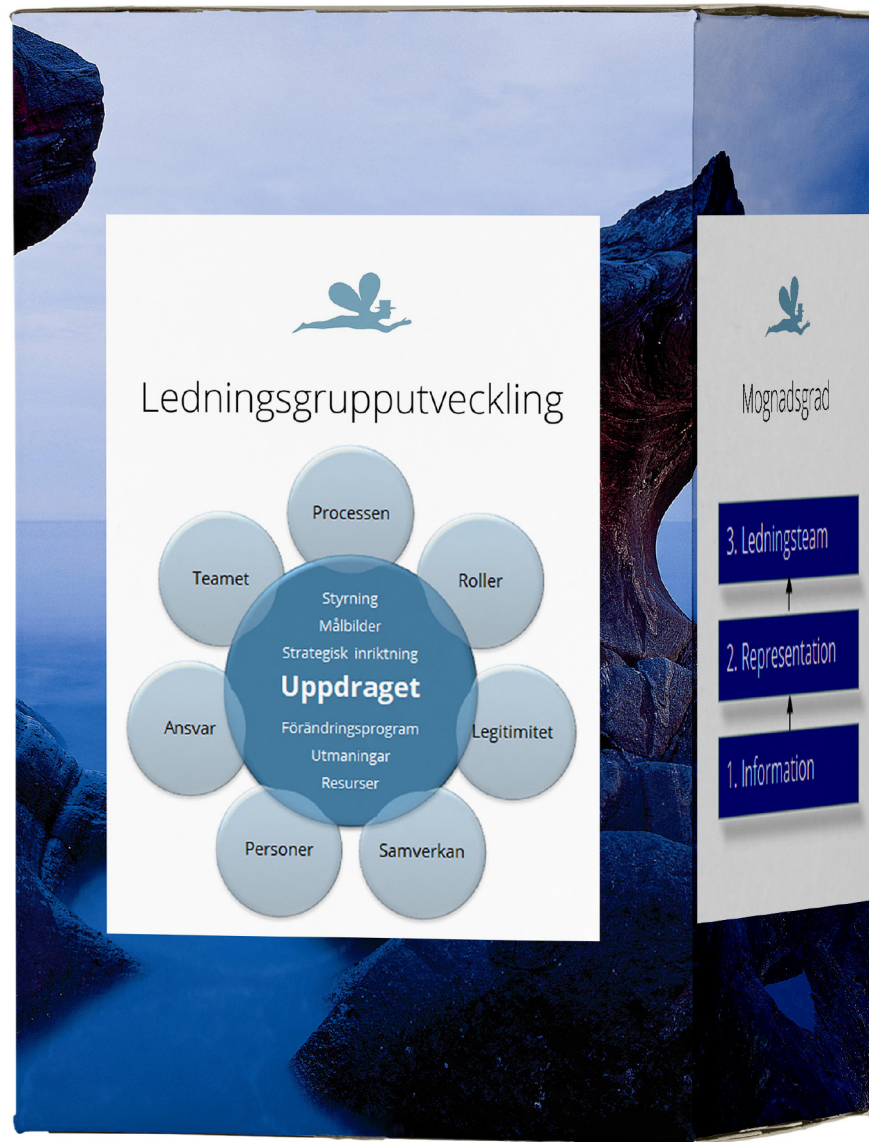 Ledningsgrupputveckling
Processen
Teamet
Roller
Styrning
Målbilder
Strategisk inriktning
Uppdraget
Förändringsprogram
Utmaningar
Resurser
Ansvar
Legitimitet
Personer
Samverkan
Mognadsgrad
3. Ledningsteam
2. Representation
1. Information